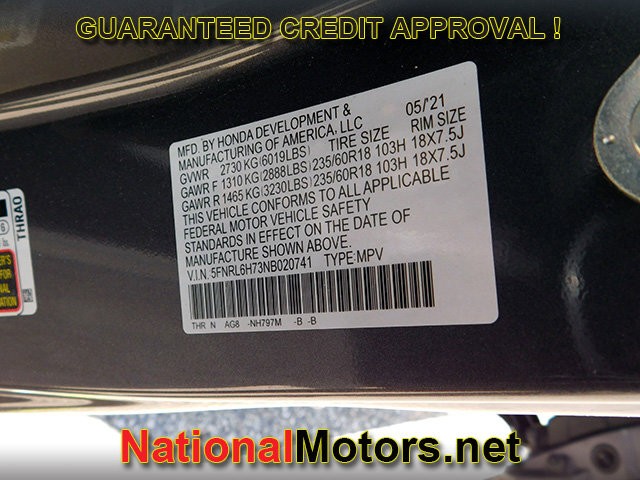 GUARANTEED CREDIT APPROVAL !
MFD. BY HONDA DEVELOPMENT & 05/'21
MANUFACTURING OF AMERICA, LLC
GVWR 2730 KG(6019LBS) TIRE SIZE RIM SIZE
GAWR F 1310 KG(2888LBS) 235/60R18 103H 18X7.5J
GAWR R 1465 KG(3230LBS) 235/60R18 103H 18X7.5J
THIS VEHICLE CONFORMS TO ALL APPLICABLE
FEDERAL MOTOR VEHICLE SAFETY
STANDARDS IN EFFECT ON THE DATE OF
MANUFACTURE SHOWN ABOVE.
V.I.N. 5FNRL6H73NB020741 TYPE:MPV
THR N AG8 -NH797M -B -B
THRA0
NationalMotors.net